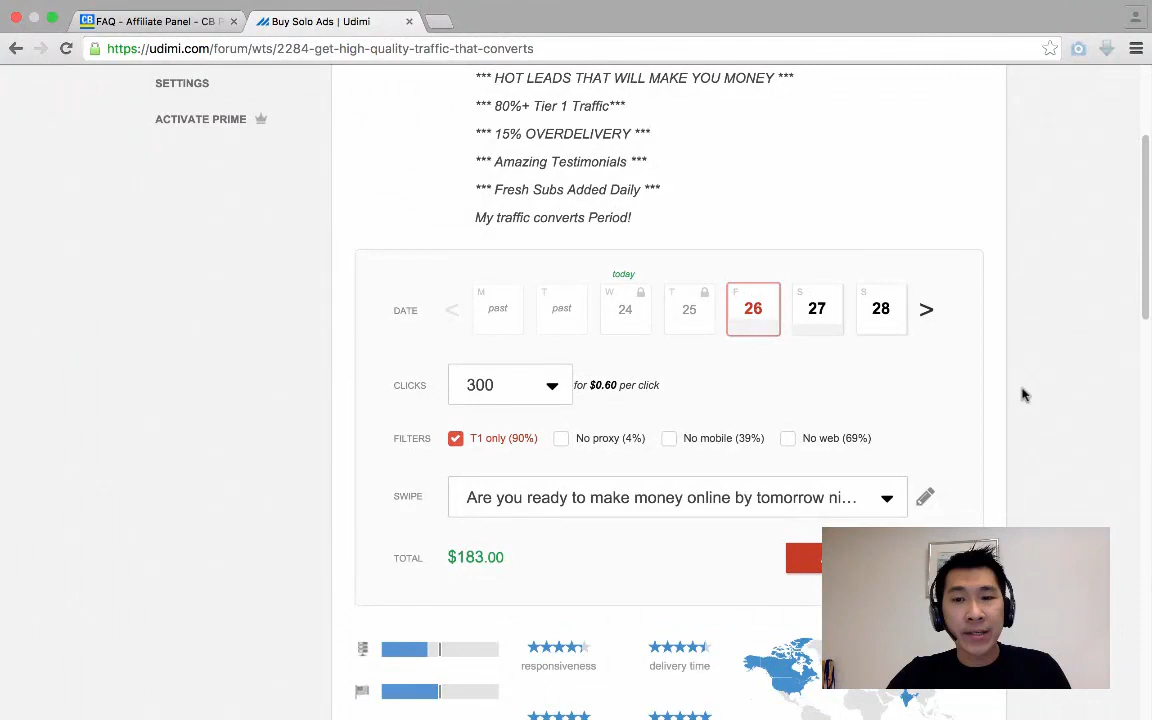 FAQ - Affiliate Panel - CB P
Buy Solo Ads | Udimi
https://udimi.com/forum/wts/2284-get-high-quality-traffic-that-converts
SETTINGS
ACTIVATE PRIME
*** HOT LEADS THAT WILL MAKE YOU MONEY ***
*** 80%+ Tier 1 Traffic***
*** 15% OVERDELIVERY ***
*** Amazing Testimonials ***
*** Fresh Subs Added Daily ***
My traffic converts Period!
today
DATE < M past T past W 24 T 25 F 26 S 27 S 28 >
CLICKS 300 for $0.60 per click
FILTERS T1 only (90%) No proxy (4%) No mobile (39%) No web (69%)
SWIPE Are you ready to make money online by tomorrow ni...
TOTAL $183.00
responsiveness delivery time